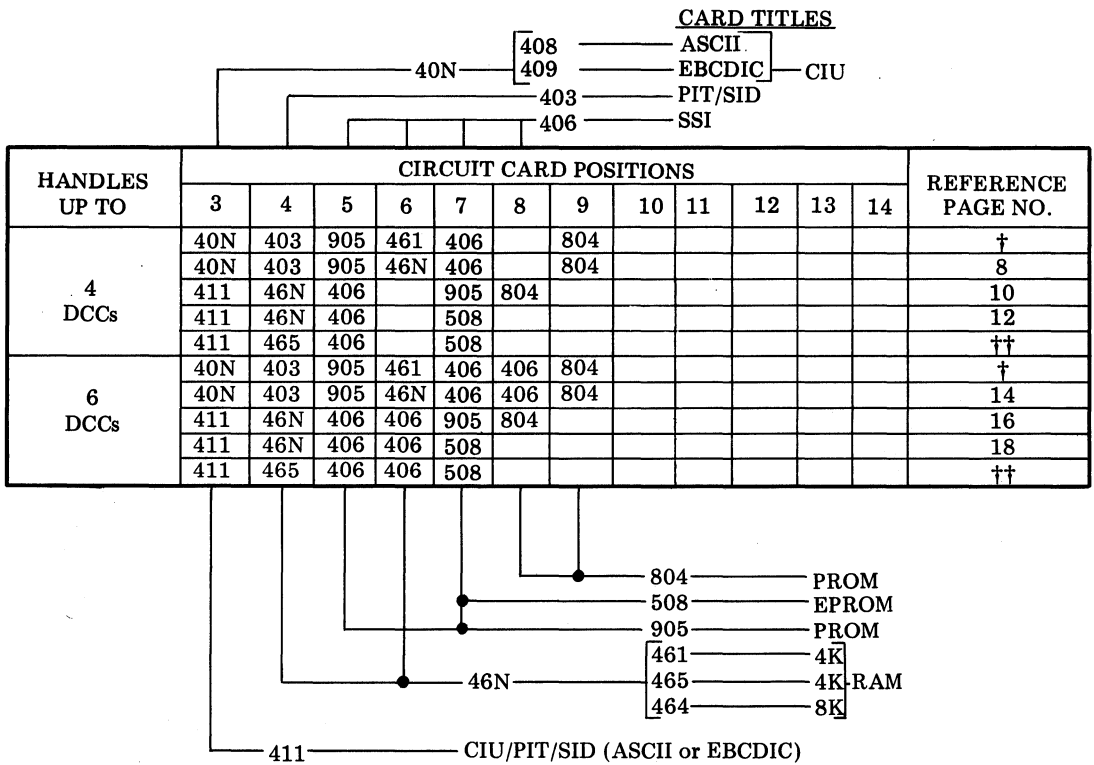 CARD TITLES
408 ASCII
40N 409 EBCDIC CIU
403 PIT/SID
406 SSI
HANDLES UP TO CIRCUIT CARD POSITIONS REFERENCE PAGE NO.
3 4 5 6 7 8 9 10 11 12 13 14
4 DCCs
40N 403 905 461 406 804 †
40N 403 905 46N 406 804 8
411 46N 406 905 804 10
411 46N 406 508 12
411 465 406 508 ††
6 DCCs
40N 403 905 461 406 406 804 †
40N 403 905 46N 406 406 804 14
411 46N 406 406 905 804 16
411 46N 406 406 508 18
411 465 406 406 508 ††
804 PROM
508 EPROM
905 PROM
461 4K
46N 465 4K RAM
464 8K
411 CIU/PIT/SID (ASCII or EBCDIC)